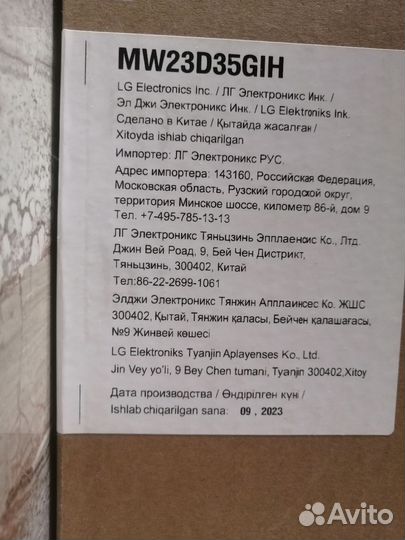 MW23D35GIH
LG Electronics Inc. / ЛГ Электроникс Инк. /
Эл Джи Электроникс Инк. / LG Elektroniks Ink.
Сделано в Китае / Қытайда жасалған /
Xitoyda ishlab chiqarilgan
Импортер: ЛГ Электроникс РУС.
Адрес импортера: 143160, Российская Федерация,
Московская область, Рузский городской округ,
территория Минское шоссе, километр 86-й, дом 9
Тел. +7-495-785-13-13
ЛГ Электроникс Тяньцзинь Эпплаенсис Ко., Лтд.
Джин Вей Роад, 9, Бей Чен Дистрикт,
Тяньцзинь, 300402, Китай
Тел:86-22-2699-1061
Элджи Электроникс Тянжин Апплаинсес Ко. ЖШС
300402, Қытай, Тянжин қаласы, Бейчен қалашағасы,
№9 Жинвей көшесі
LG Elektroniks Tyanjin Aplayenses Ko., Ltd.
Jin Vey yo'li, 9 Bey Chen tumani, Tyanjin 300402,Xitoy
Дата производства / Өндірілген күні /
Ishlab chiqarilgan sana: 09 , 2023
Avito